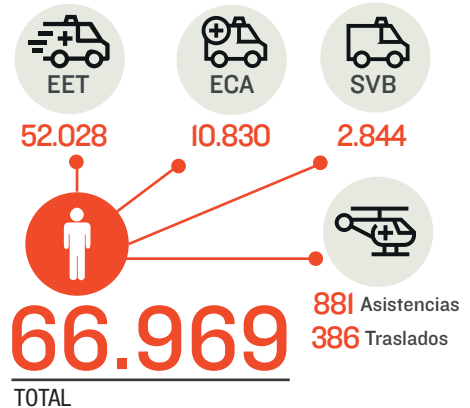 EET
ECA
SVB
52.028
10.830
2.844
881 Asistencias
386 Traslados
66.969
TOTAL